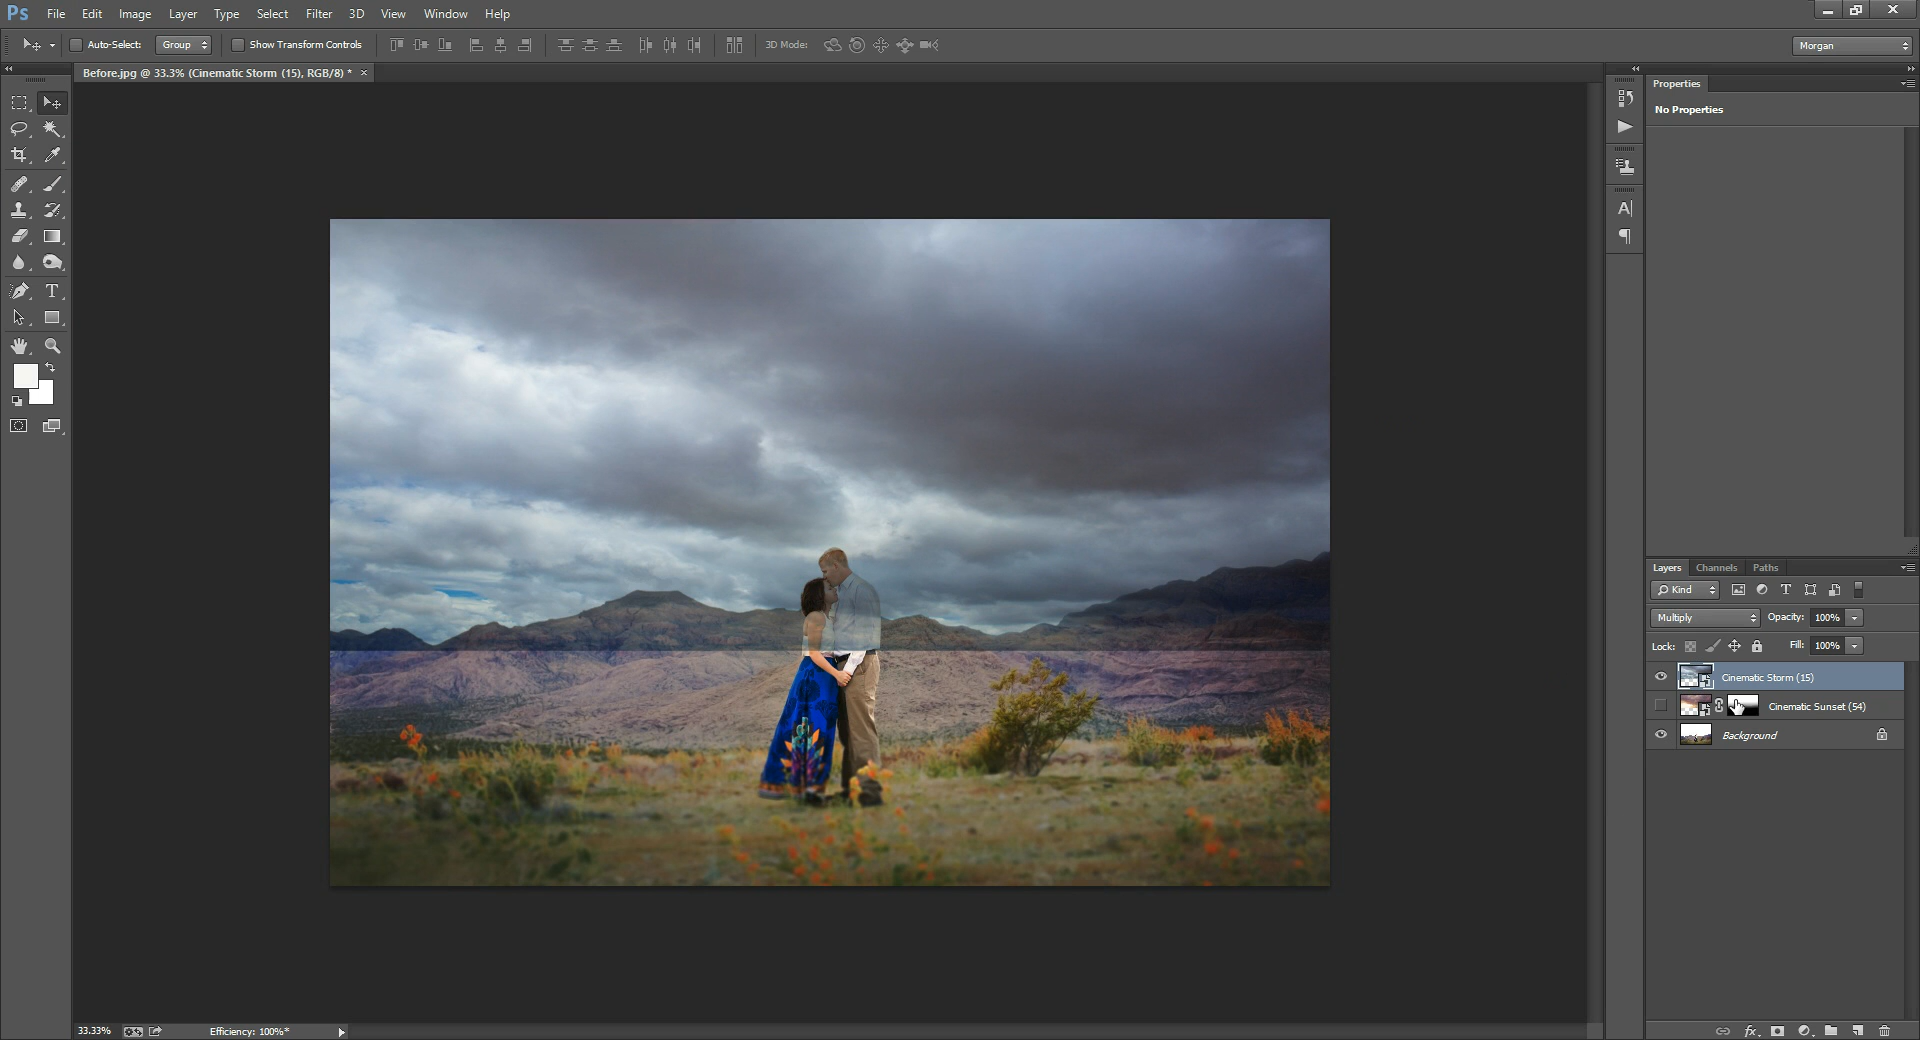 Ps File Edit Image Layer Type Select Filter 3D View Window Help
Auto-Select: Group Show Transform Controls 3D Mode: Morgan
Before.jpg @ 33.3% (Cinematic Storm (15), RGB/8) * ×
Properties
No Properties
Layers Channels Paths
Kind
Multiply Opacity: 100%
Lock: Fill: 100%
Cinematic Storm (15)
Cinematic Sunset (54)
Background
33.33% Efficiency: 100%*